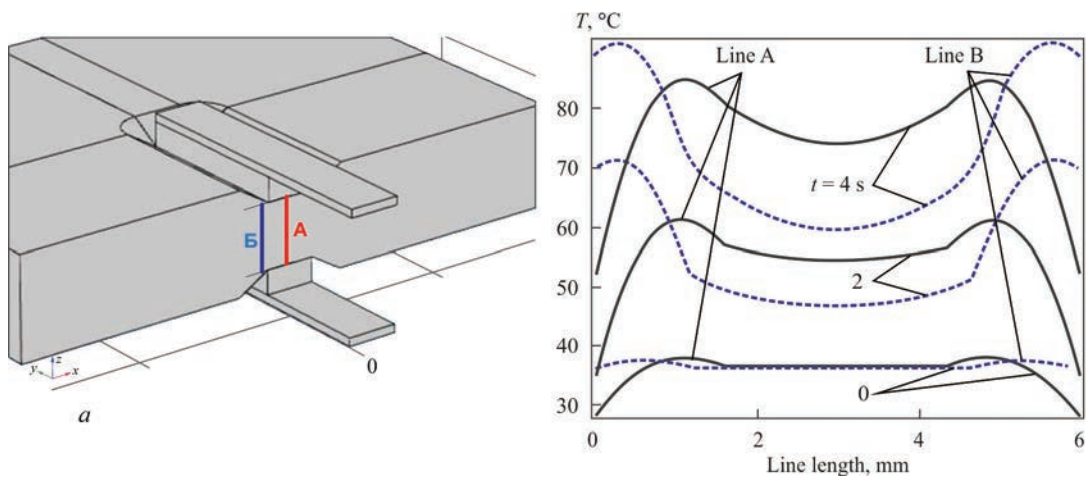 Б
А
z
y
x
0
a
T, °C
Line A
Line B
80
70
60
50
40
30
t = 4 s
2
0
0
2
4
6
Line length, mm